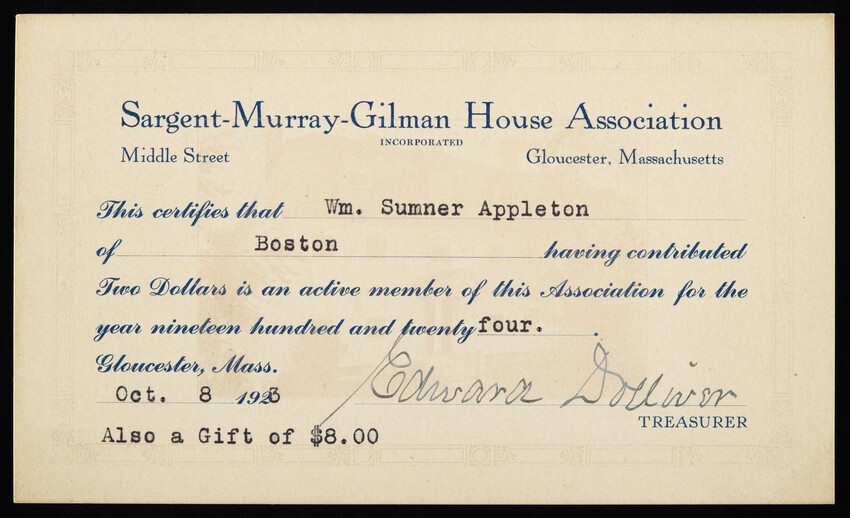 Sargent-Murray-Gilman House Association
INCORPORATED
Middle Street Gloucester, Massachusetts
This certifies that Wm. Sumner Appleton
of Boston having contributed
Two Dollars is an active member of this Association for the
year nineteen hundred and twenty four. .
Gloucester, Mass.
Oct. 8 1923 Edward Dolliver
TREASURER
Also a Gift of $8.00